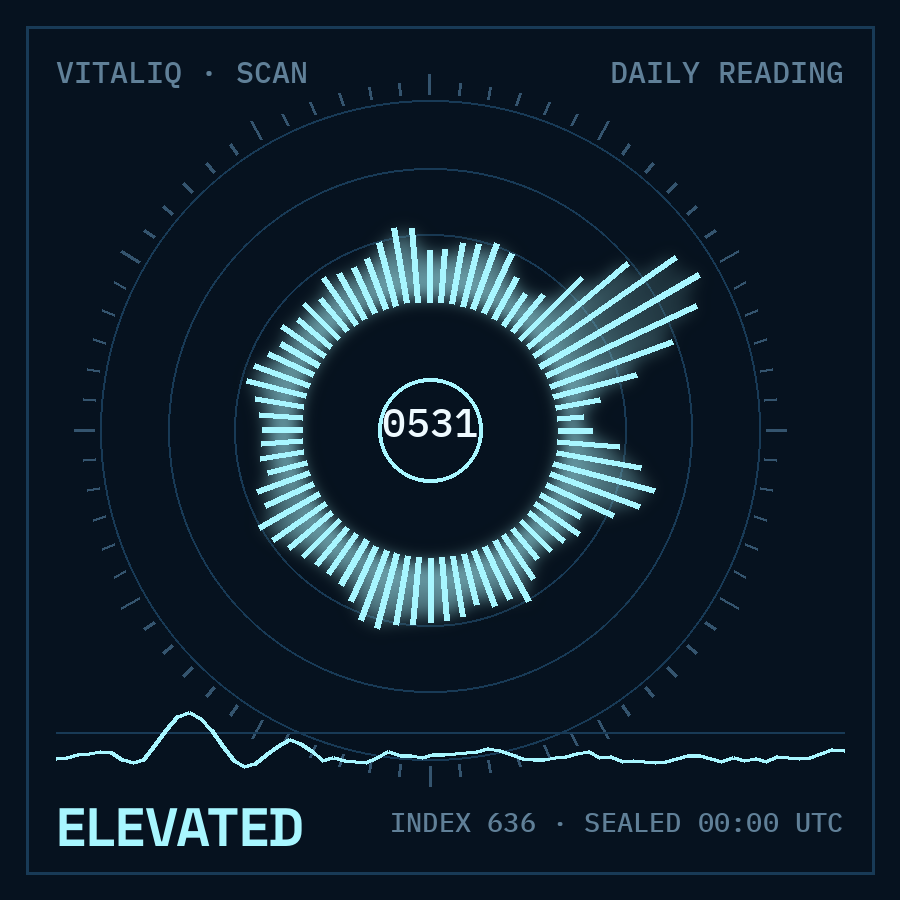 VITALIQ · SCAN
DAILY READING
0531
ELEVATED
INDEX 636 · SEALED 00:00 UTC